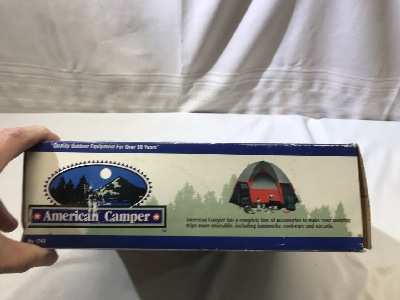 "Quality Outdoor Equipment For Over 50 Years"
American Camper
American Camper has a complete line of accessories to make your camping
trips more enjoyable, including hammocks, cookware and utensils.